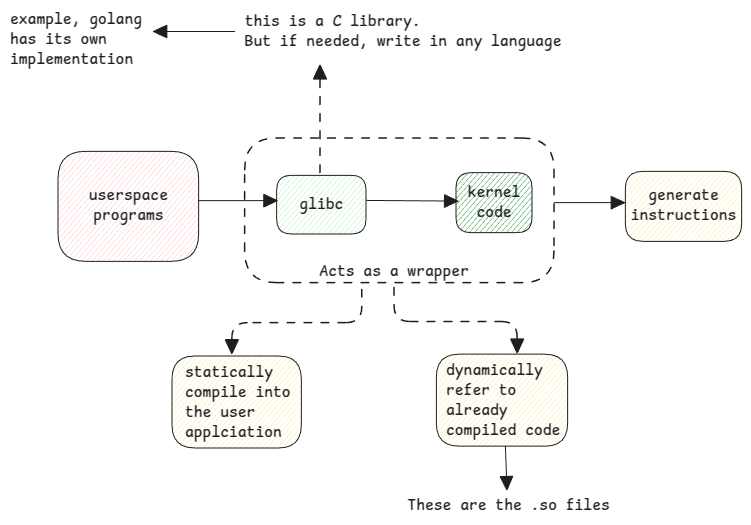 example, golang
has its own
implementation
this is a C library.
But if needed, write in any language
userspace
programs
glibc
kernel
code
generate
instructions
Acts as a wrapper
statically
compile into
the user
applciation
dynamically
refer to
already
compiled code
These are the .so files